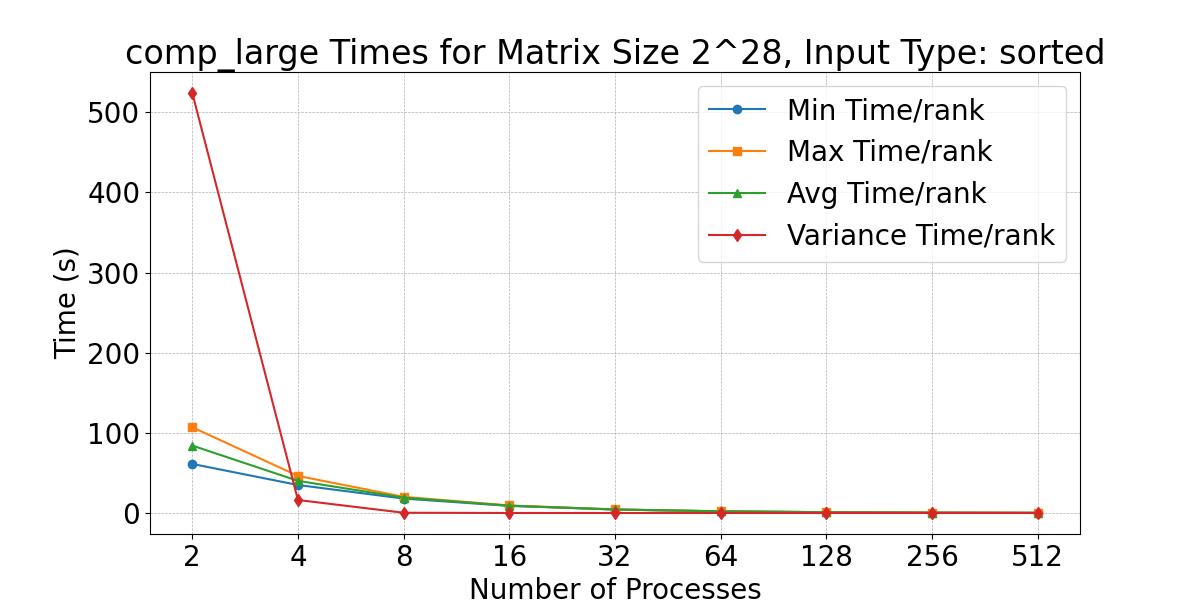 comp_large Times for Matrix Size 2^28, Input Type: sorted
Min Time/rank
Max Time/rank
Avg Time/rank
Variance Time/rank
Time (s)
500
400
300
200
100
0
2 4 8 16 32 64 128 256 512
Number of Processes